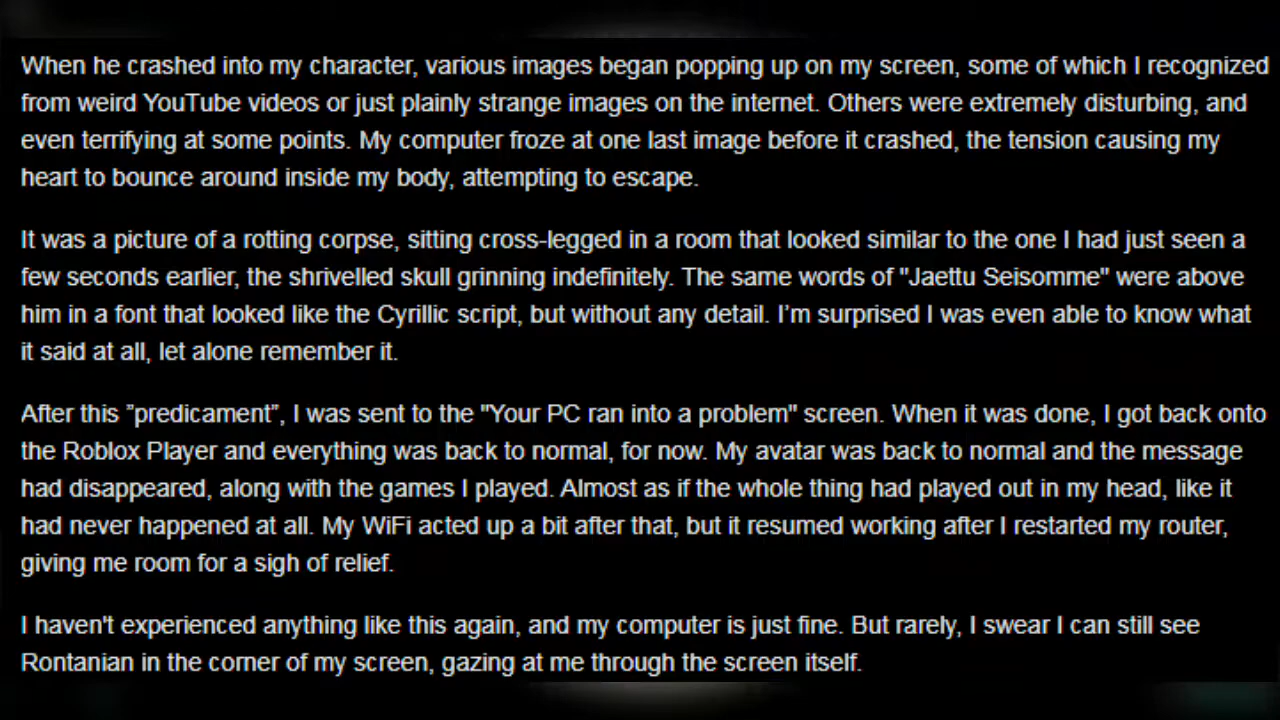 When he crashed into my character, various images began popping up on my screen, some of which I recognized
from weird YouTube videos or just plainly strange images on the internet. Others were extremely disturbing, and
even terrifying at some points. My computer froze at one last image before it crashed, the tension causing my
heart to bounce around inside my body, attempting to escape.
It was a picture of a rotting corpse, sitting cross-legged in a room that looked similar to the one I had just seen a
few seconds earlier, the shrivelled skull grinning indefinitely. The same words of "Jaettu Seisomme" were above
him in a font that looked like the Cyrillic script, but without any detail. I’m surprised I was even able to know what
it said at all, let alone remember it.
After this ”predicament”, I was sent to the "Your PC ran into a problem" screen. When it was done, I got back onto
the Roblox Player and everything was back to normal, for now. My avatar was back to normal and the message
had disappeared, along with the games I played. Almost as if the whole thing had played out in my head, like it
had never happened at all. My WiFi acted up a bit after that, but it resumed working after I restarted my router,
giving me room for a sigh of relief.
I haven't experienced anything like this again, and my computer is just fine. But rarely, I swear I can still see
Rontanian in the corner of my screen, gazing at me through the screen itself.